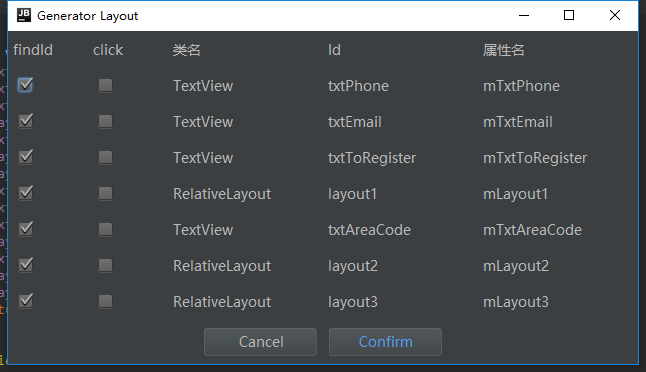 JB Generator Layout
findId click 类名 Id 属性名
TextView txtPhone mTxtPhone
TextView txtEmail mTxtEmail
TextView txtToRegister mTxtToRegister
RelativeLayout layout1 mLayout1
TextView txtAreaCode mTxtAreaCode
RelativeLayout layout2 mLayout2
RelativeLayout layout3 mLayout3
Cancel Confirm